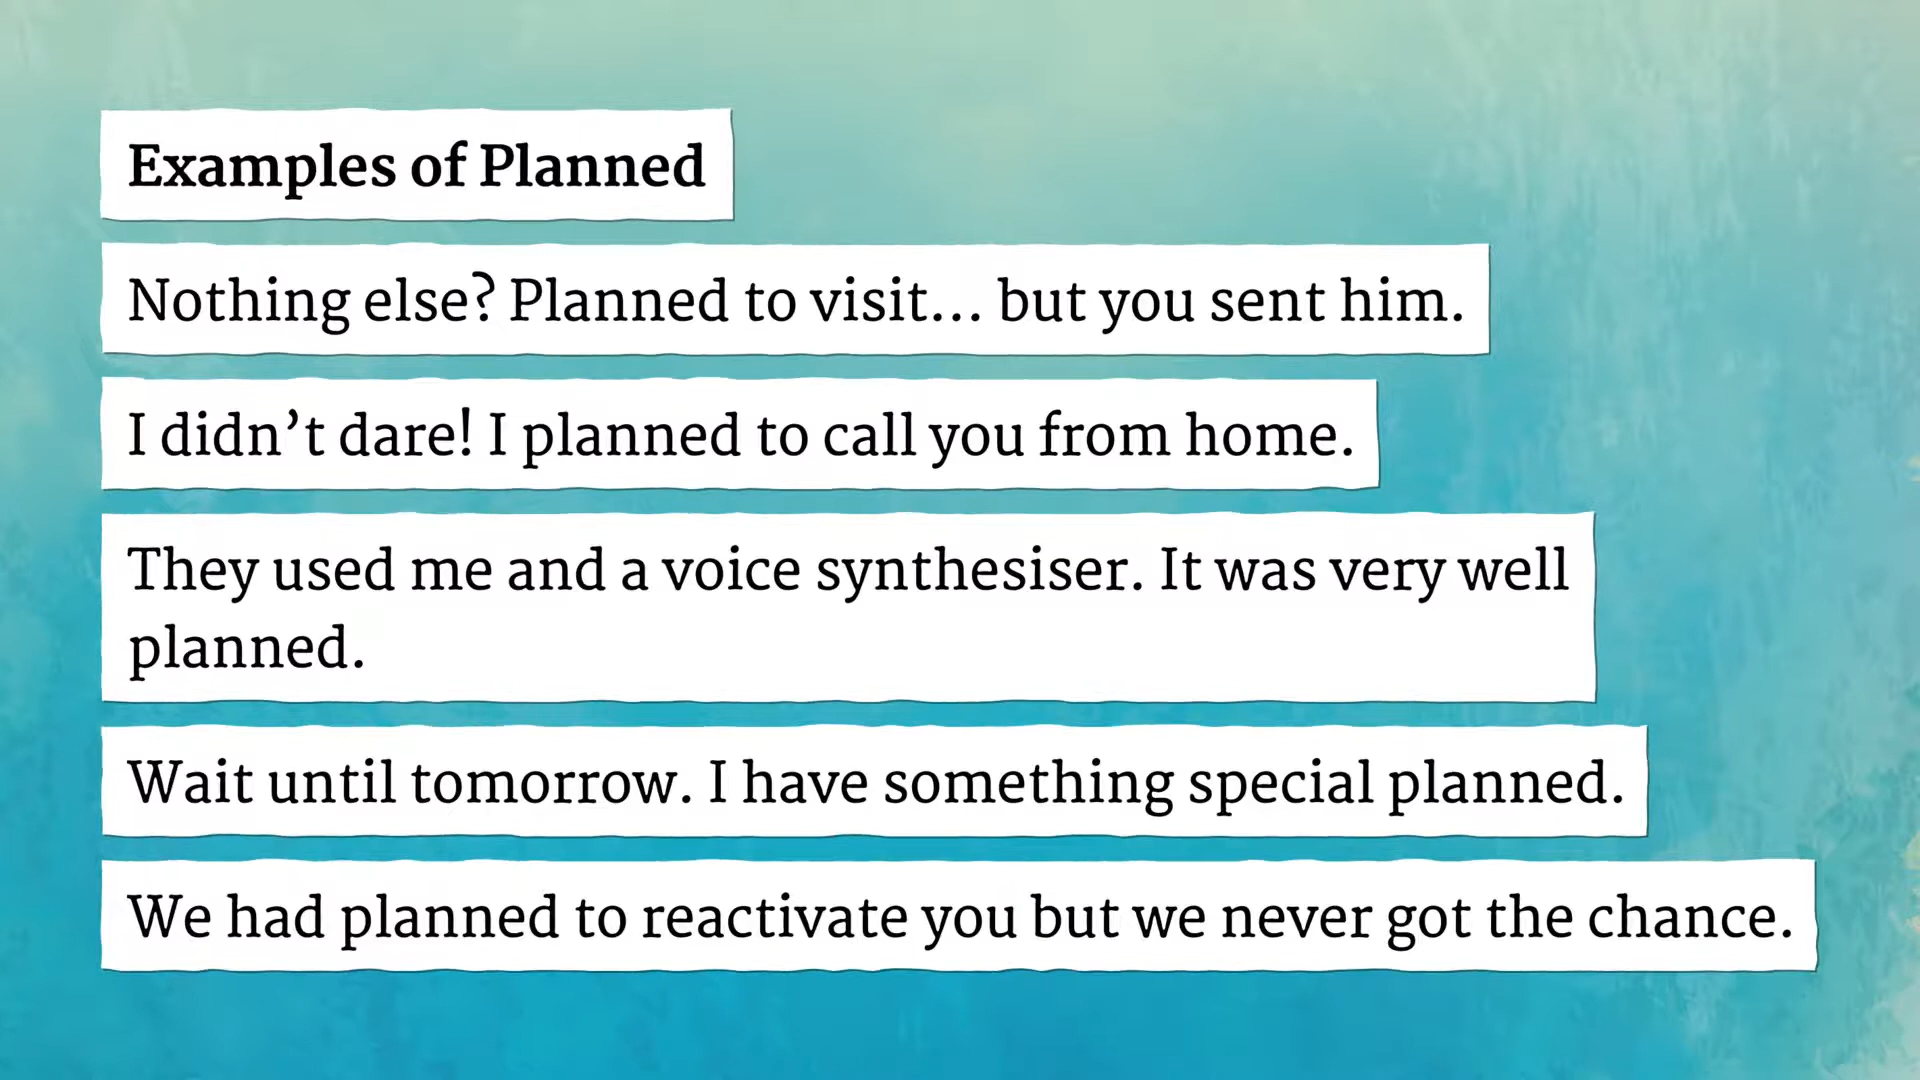 Examples of Planned
Nothing else? Planned to visit... but you sent him.
I didn’t dare! I planned to call you from home.
They used me and a voice synthesiser. It was very well
planned.
Wait until tomorrow. I have something special planned.
We had planned to reactivate you but we never got the chance.